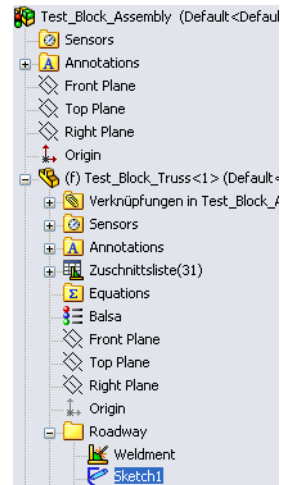 Test_Block_Assembly (Default<Defaul
Sensors
Annotations
Front Plane
Top Plane
Right Plane
Origin
(f) Test_Block_Truss<1> (Default<
Verknüpfungen in Test_Block_A
Sensors
Annotations
Zuschnittsliste(31)
Equations
Balsa
Front Plane
Top Plane
Right Plane
Origin
Roadway
Weldment
Sketch1